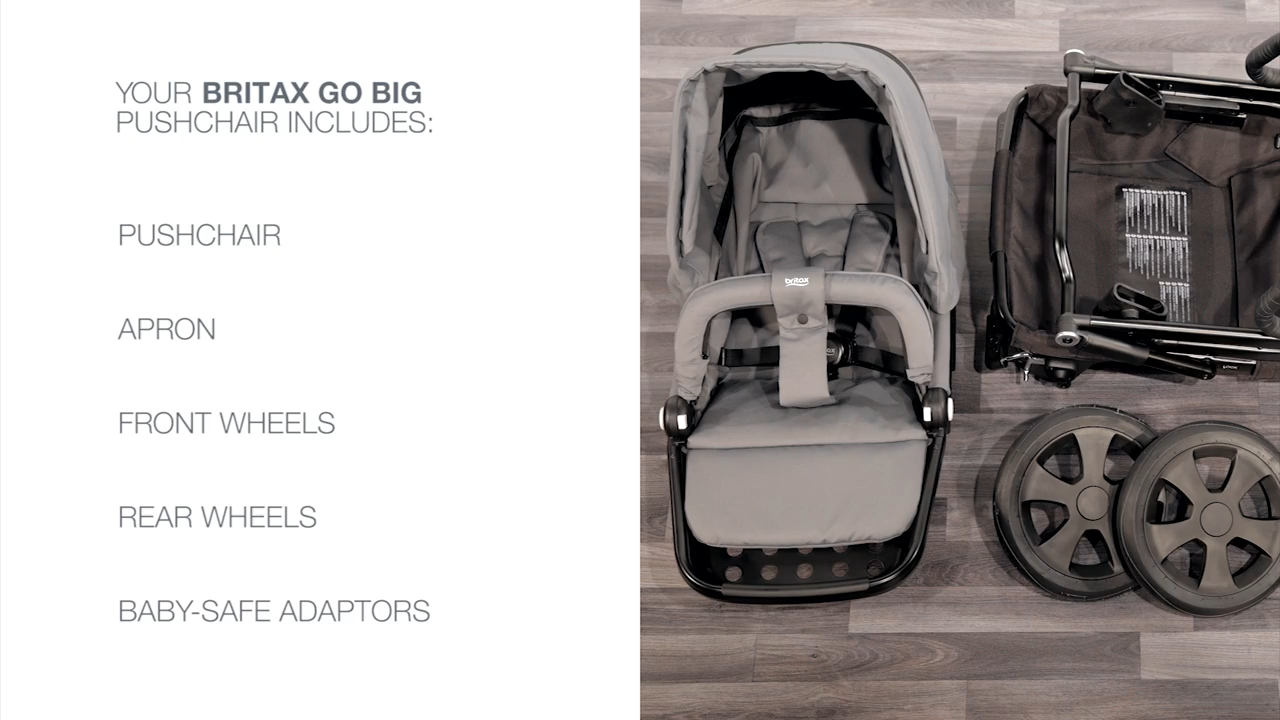 YOUR BRITAX GO BIG
PUSHCHAIR INCLUDES:
PUSHCHAIR
APRON
FRONT WHEELS
REAR WHEELS
BABY-SAFE ADAPTORS
britax